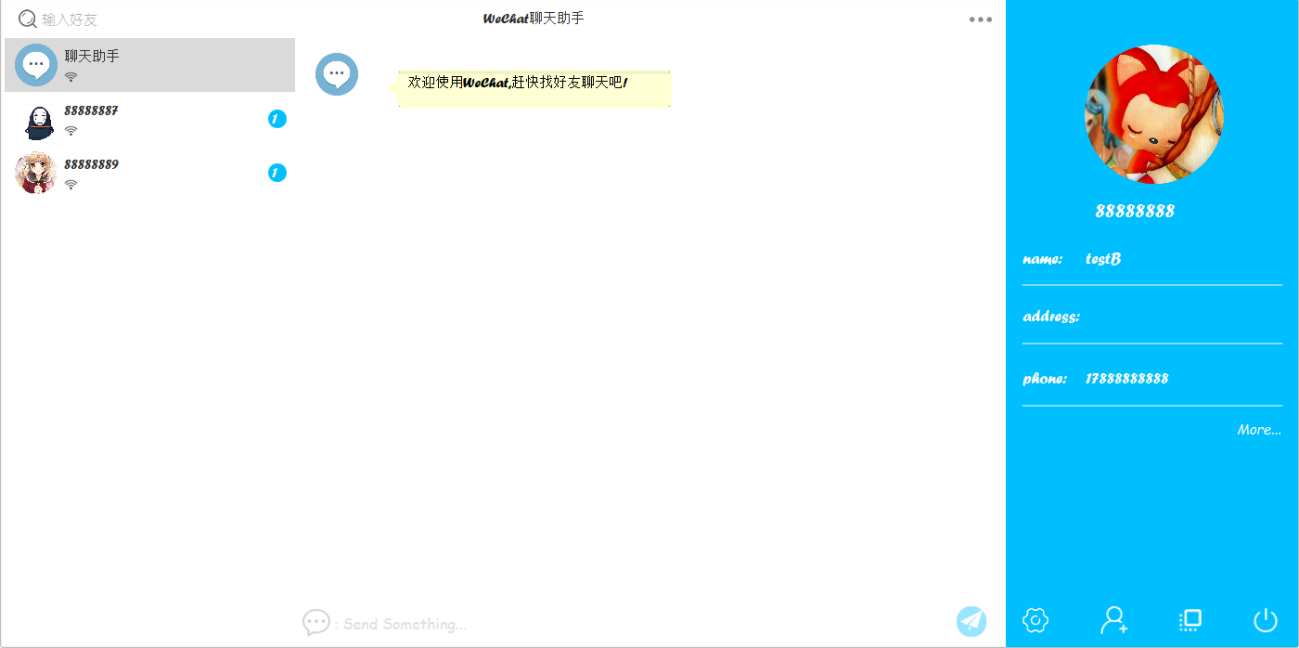 输入好友
聊天助手
88888887
1
88888889
1
WeChat聊天助手
欢迎使用WeChat,赶快找好友聊天吧!
: Send Something...
88888888
name: testB
address:
phone: 17888888888
More...